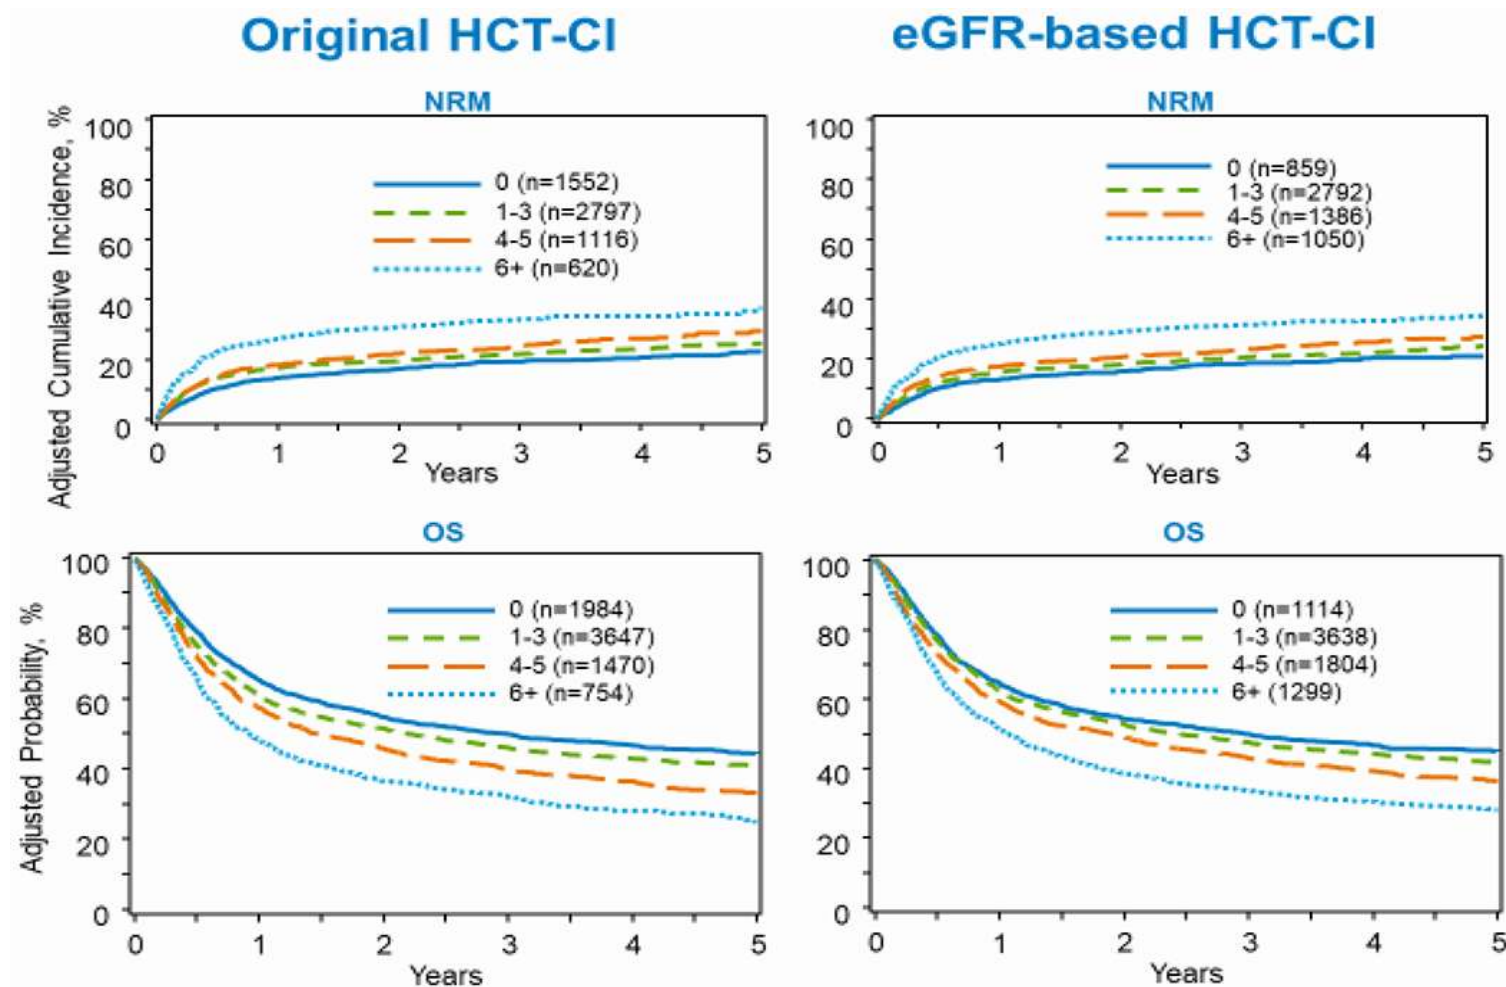 Original HCT-CI
eGFR-based HCT-CI
NRM
Adjusted Cumulative Incidence, %
100
80
60
40
20
0
0 (n=1552)
1-3 (n=2797)
4-5 (n=1116)
6+ (n=620)
0 1 2 3 4 5
Years
NRM
100
80
60
40
20
0
0 (n=859)
1-3 (n=2792)
4-5 (n=1386)
6+ (n=1050)
0 1 2 3 4 5
Years
OS
Adjusted Probability, %
100
80
60
40
20
0
0 (n=1984)
1-3 (n=3647)
4-5 (n=1470)
6+ (n=754)
0 1 2 3 4 5
Years
OS
100
80
60
40
20
0
0 (n=1114)
1-3 (n=3638)
4-5 (n=1804)
6+ (1299)
0 1 2 3 4 5
Years